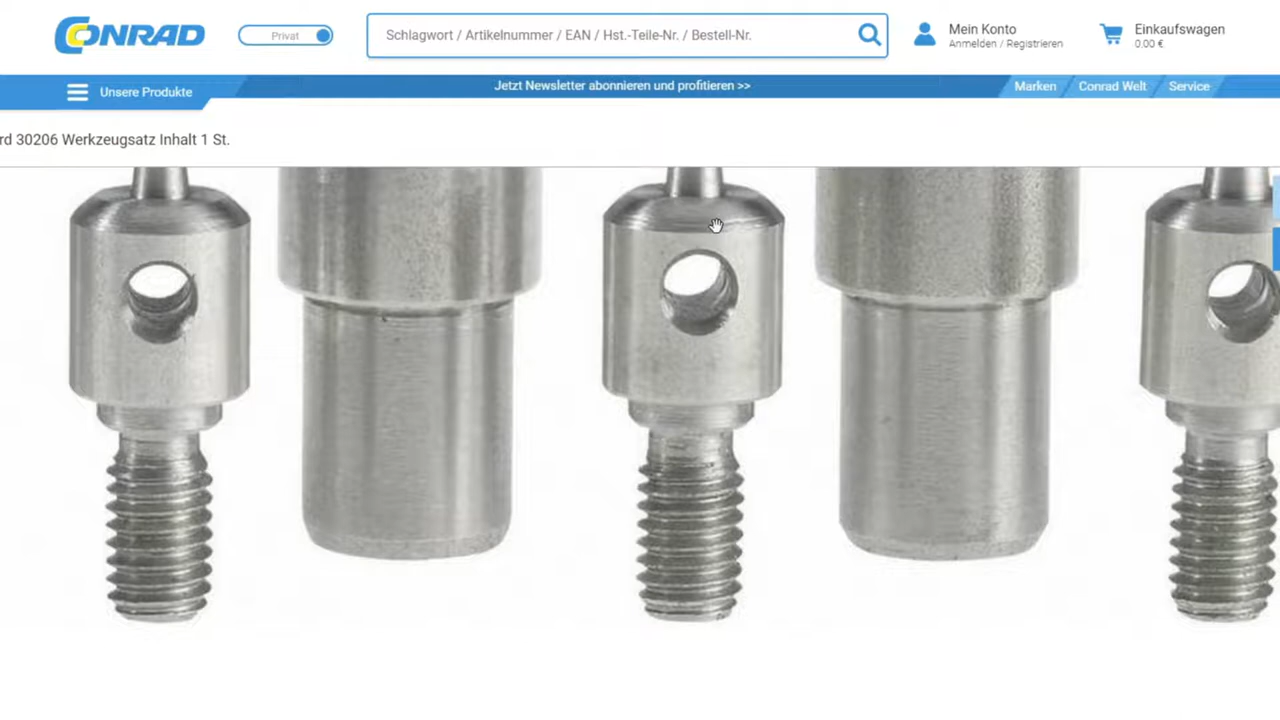 CONRAD
Privat
Schlagwort / Artikelnummer / EAN / Hst.-Teile-Nr. / Bestell-Nr.
Mein Konto
Anmelden / Registrieren
Einkaufswagen
0.00 €
Unsere Produkte
Jetzt Newsletter abonnieren und profitieren >>
Marken
Conrad Welt
Service
rd 30206 Werkzeugsatz Inhalt 1 St.